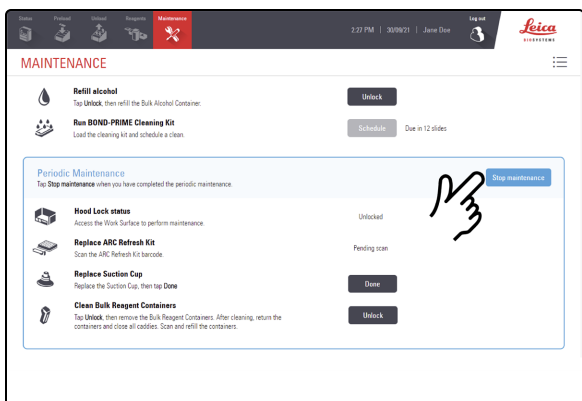 Status Preload Unload Reagents Maintenance
2:27 PM | 30/09/21 | Jane Doe
Log out
Leica
BIOSYSTEMS
MAINTENANCE
Refill alcohol
Tap Unlock, then refill the Bulk Alcohol Container.
Unlock
Run BOND-PRIME Cleaning Kit
Load the cleaning kit and schedule a clean.
Schedule
Due in 12 slides
Periodic Maintenance
Tap Stop maintenance when you have completed the periodic maintenance.
Stop maintenance
Hood Lock status
Access the Work Surface to perform maintenance.
Unlocked
Replace ARC Refresh Kit
Scan the ARC Refresh Kit barcode.
Pending scan
Replace Suction Cup
Replace the Suction Cup, then tap Done
Done
Clean Bulk Reagent Containers
Tap Unlock, then remove the Bulk Reagent Containers. After cleaning, return the
containers and close all caddies. Scan and refill the containers.
Unlock